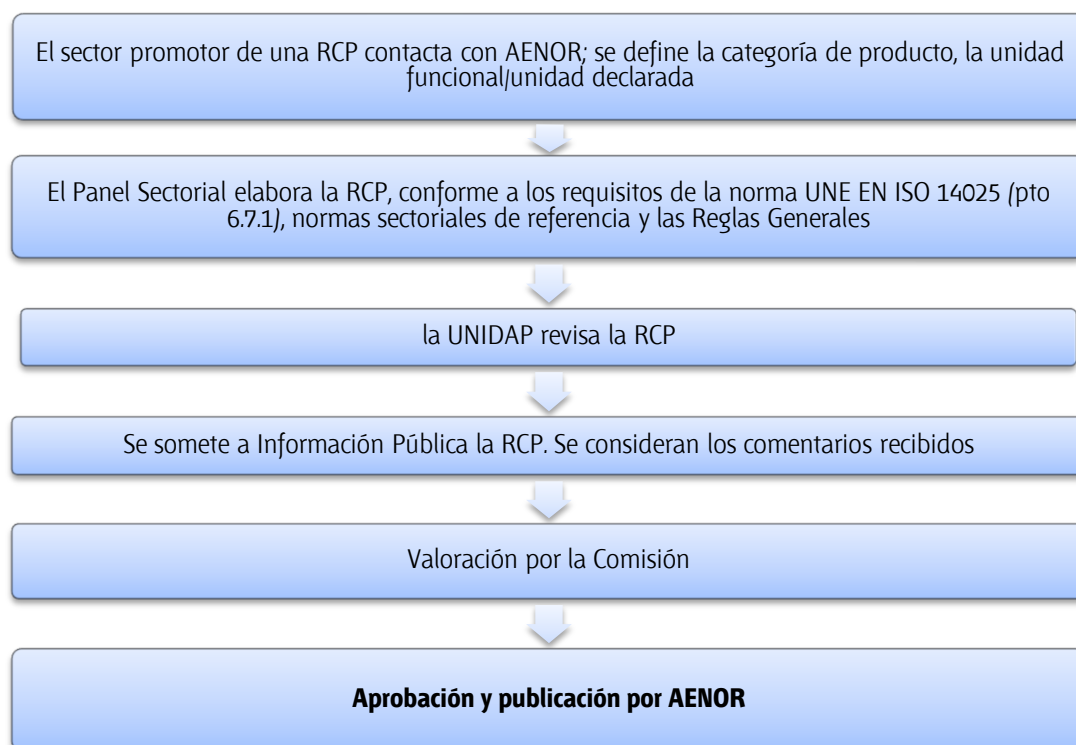 El sector promotor de una RCP contacta con AENOR; se define la categoría de producto, la unidad
funcional/unidad declarada
El Panel Sectorial elabora la RCP, conforme a los requisitos de la norma UNE EN ISO 14025 (pto
6.7.1), normas sectoriales de referencia y las Reglas Generales
la UNIDAP revisa la RCP
Se somete a Información Pública la RCP. Se consideran los comentarios recibidos
Valoración por la Comisión
Aprobación y publicación por AENOR